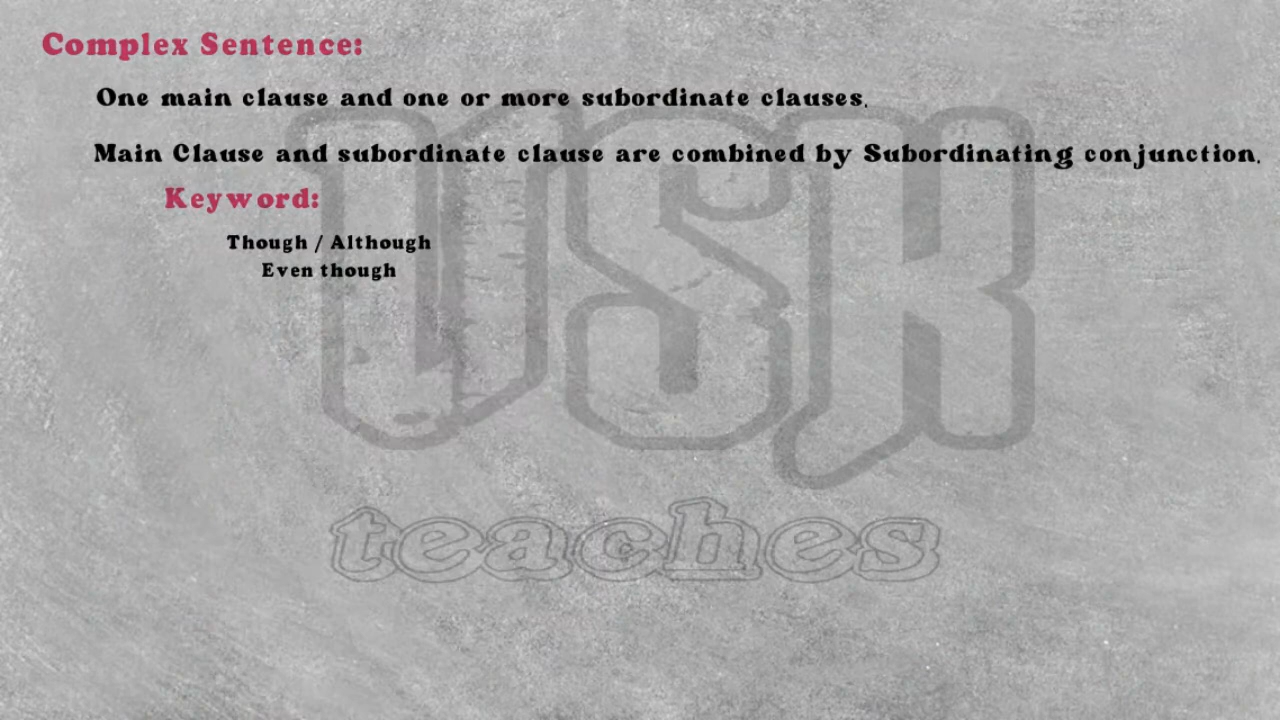 Complex Sentence:
One main clause and one or more subordinate clauses.
Main Clause and subordinate clause are combined by Subordinating conjunction.
Keyword:
Though / Although
Even though
VSK
teaches